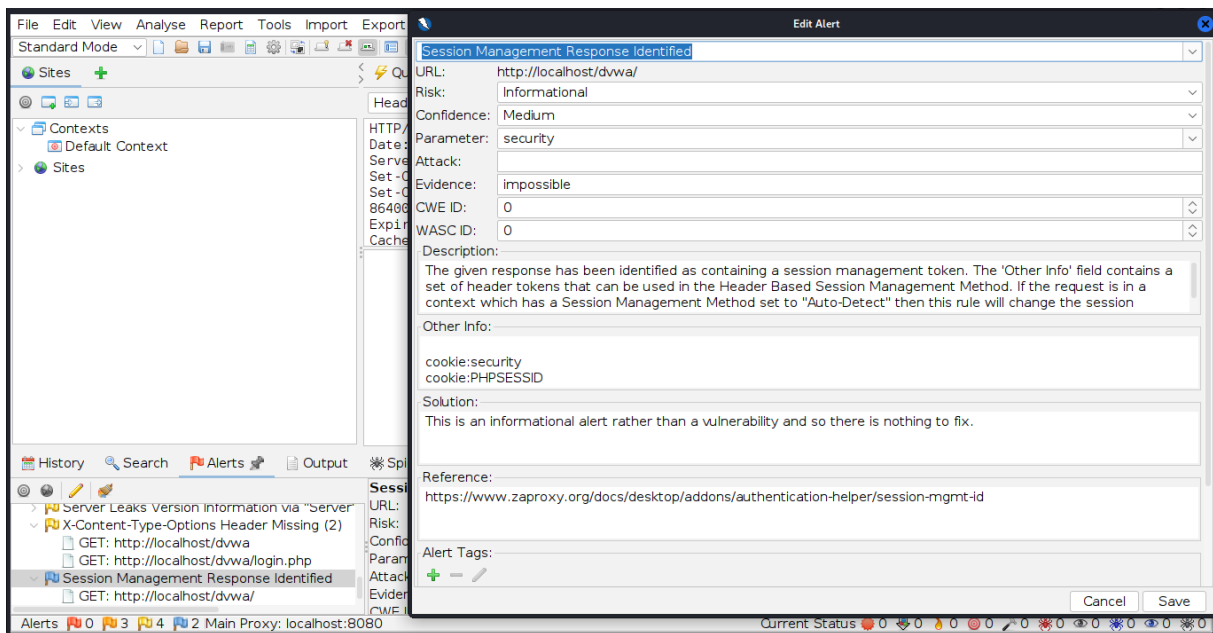 File Edit View Analyse Report Tools Import Export
Edit Alert
Standard Mode
Sites
Contexts
Default Context
Sites
Session Management Response Identified
URL: http://localhost/dvwa/
Risk: Informational
Confidence: Medium
Parameter: security
Attack:
Evidence: impossible
CWE ID: 0
WASC ID: 0
Description:
The given response has been identified as containing a session management token. The 'Other Info' field contains a
set of header tokens that can be used in the Header Based Session Management Method. If the request is in a
context which has a Session Management Method set to "Auto-Detect" then this rule will change the session
Other Info:
cookie:security
cookie:PHPSESSID
Solution:
This is an informational alert rather than a vulnerability and so there is nothing to fix.
Reference:
https://www.zaproxy.org/docs/desktop/addons/authentication-helper/session-mgmt-id
Alert Tags:
Cancel Save
Qu
Head
HTTP/
Date:
Serve
Set-C
Set-C
86400
Expir
Cache
History Search Alerts Output Spi
Server Leaks Version Information via "Server"
X-Content-Type-Options Header Missing (2)
GET: http://localhost/dvwa
GET: http://localhost/dvwa/login.php
Session Management Response Identified
GET: http://localhost/dvwa/
Sessi
URL:
Risk:
Confid
Param
Attack
Eviden
CWE I
Alerts 0 3 4 2 Main Proxy: localhost:8080
Current Status 0 0 0 0 0 0 0 0 0 0